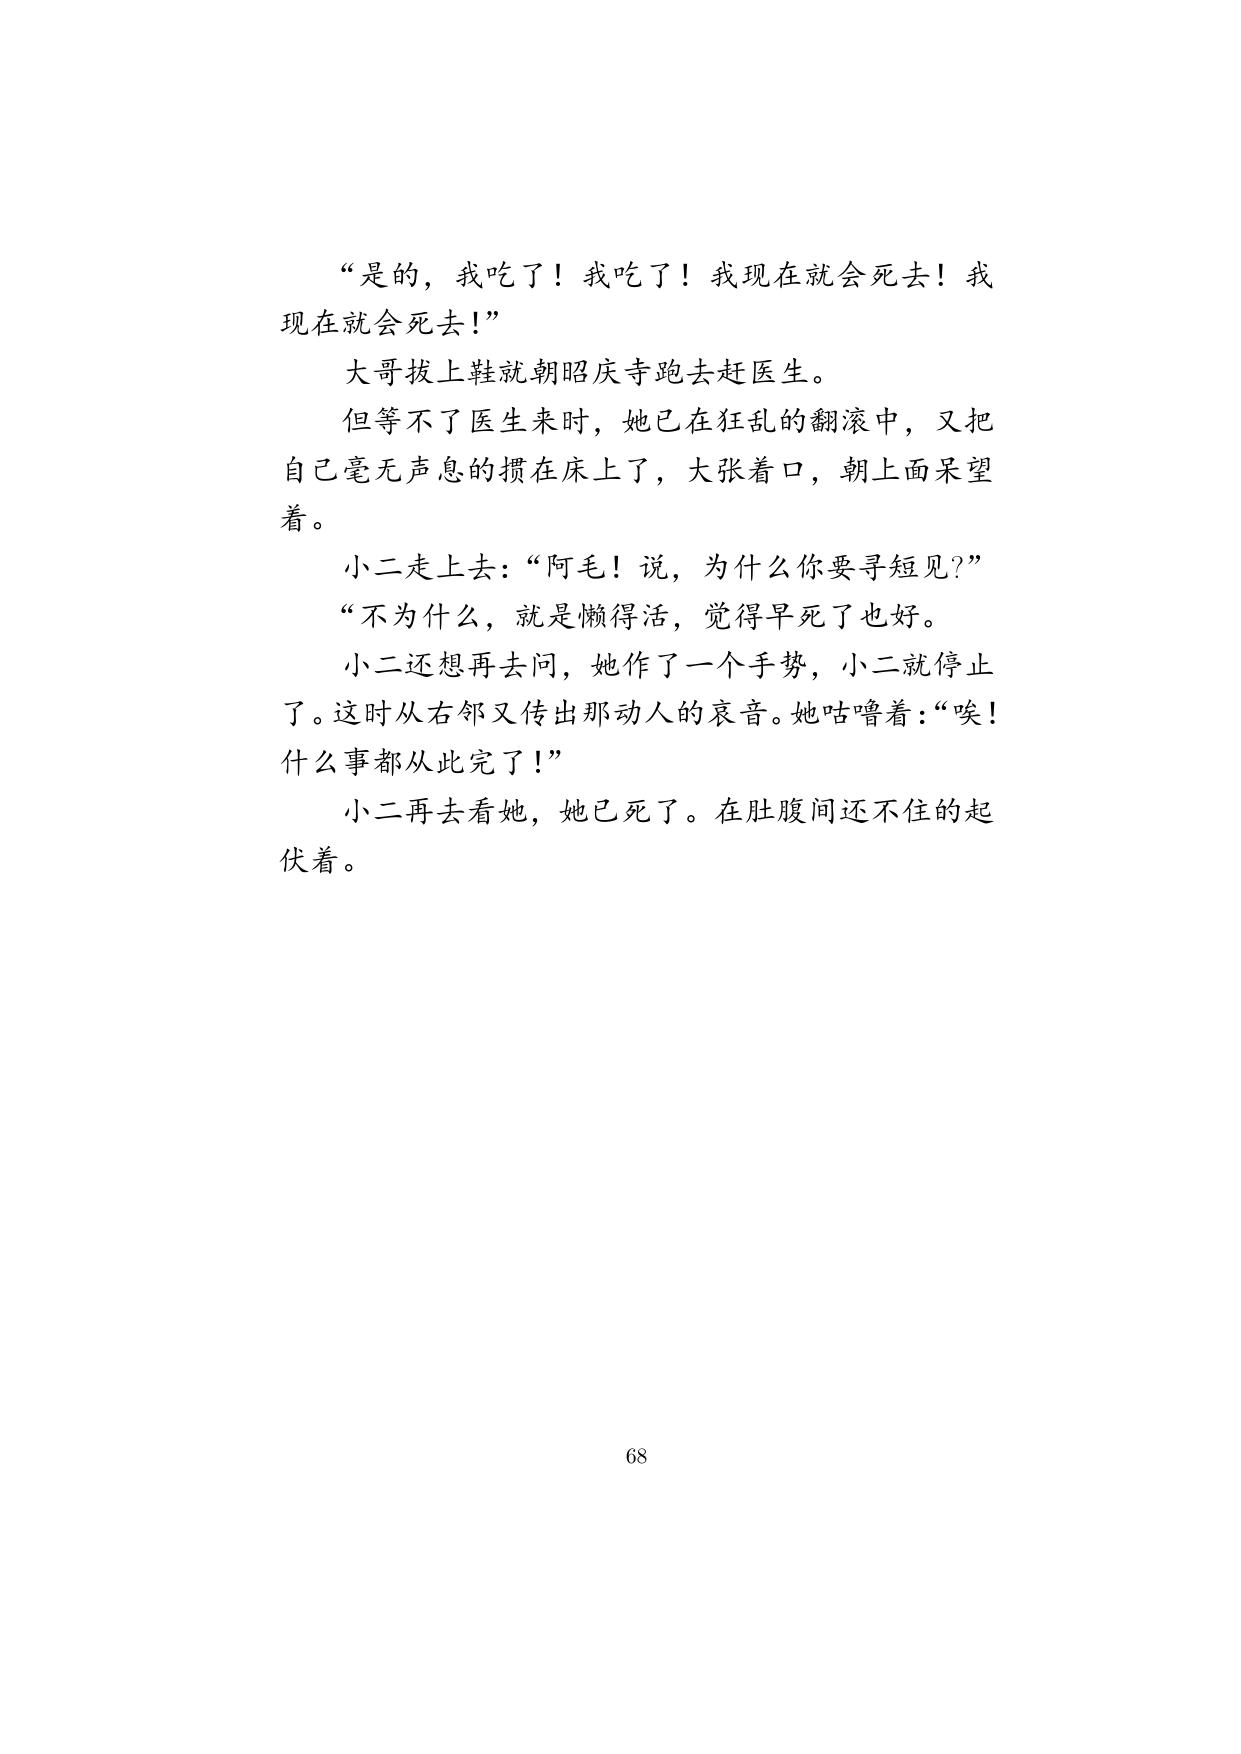 “是的，我吃了！我吃了！我现在就会死去！我
现在就会死去！”
大哥拔上鞋就朝昭庆寺跑去赶医生。
但等不了医生来时，她已在狂乱的翻滚中，又把
自己毫无声息的掼在床上了，大张着口，朝上面呆望
着。
小二走上去：“阿毛！说，为什么你要寻短见？”
“不为什么，就是懒得活，觉得早死了也好。
小二还想再去问，她作了一个手势，小二就停止
了。这时从右邻又传出那动人的哀音。她咕噜着：“唉！
什么事都从此完了！”
小二再去看她，她已死了。在肚腹间还不住的起
伏着。
68